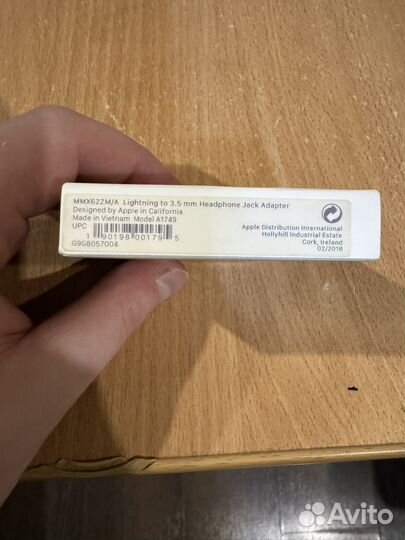 MMX62ZM/A Lightning to 3.5 mm Headphone Jack Adapter
Designed by Apple in California
Made in Vietnam Model A1749
UPC
1 90198 00179 5
G9G8057004
Apple Distribution International
Hollyhill Industrial Estate
Cork, Ireland
02/2018
Avito